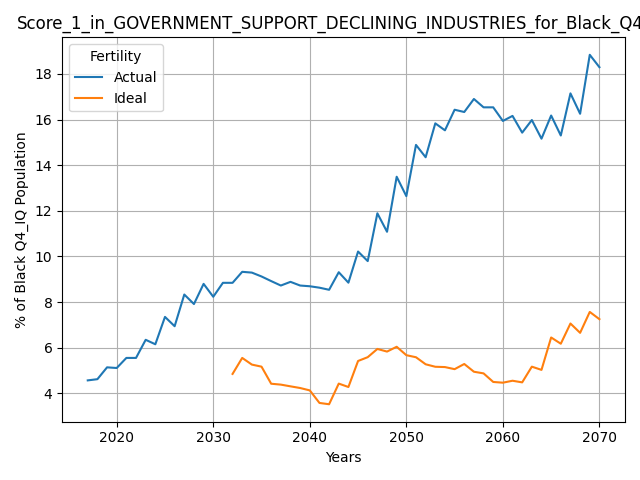 Score_1_in_GOVERNMENT_SUPPORT_DECLINING_INDUSTRIES_for_Black_Q4
Fertility
Actual
Ideal
% of Black Q4_IQ Population
18
16
14
12
10
8
6
4
2020 2030 2040 2050 2060 2070
Years